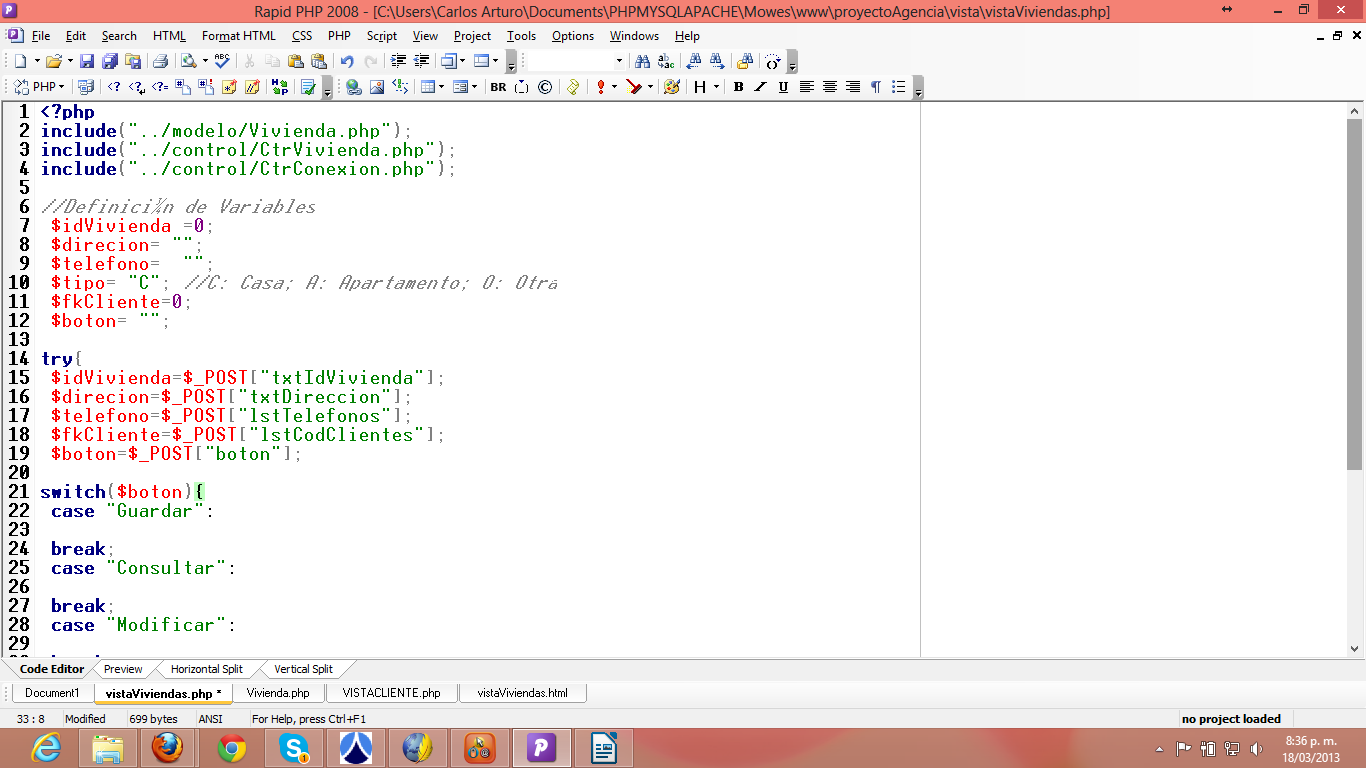 Rapid PHP 2008 - [C:\Users\Carlos Arturo\Documents\PHPMYSQLAPACHE\Mowes\www\proyectoAgencia\vista\vistaViviendas.php]
File Edit Search HTML Format HTML CSS PHP Script View Project Tools Options Windows Help
PHP BR © H B I U ¶
1 <?php
2 include("../modelo/Vivienda.php");
3 include("../control/CtrVivienda.php");
4 include("../control/CtrConexion.php");
5
6 //Definici¾n de Variables
7 $idVivienda =0;
8 $direcion= "";
9 $telefono=  "";
10 $tipo= "C"; //C: Casa; A: Apartamento; O: Otra
11 $fkCliente=0;
12 $boton= "";
13
14 try{
15 $idVivienda=$_POST["txtIdVivienda"];
16 $direcion=$_POST["txtDireccion"];
17 $telefono=$_POST["lstTelefonos"];
18 $fkCliente=$_POST["lstCodClientes"];
19 $boton=$_POST["boton"];
20
21 switch($boton){
22 case "Guardar":
23
24 break;
25 case "Consultar":
26
27 break;
28 case "Modificar":
29
Code Editor Preview Horizontal Split Vertical Split
Document1 vistaViviendas.php * Vivienda.php VISTACLIENTE.php vistaViviendas.html
33 : 8 Modified 699 bytes ANSI For Help, press Ctrl+F1 no project loaded
8:36 p. m.
18/03/2013